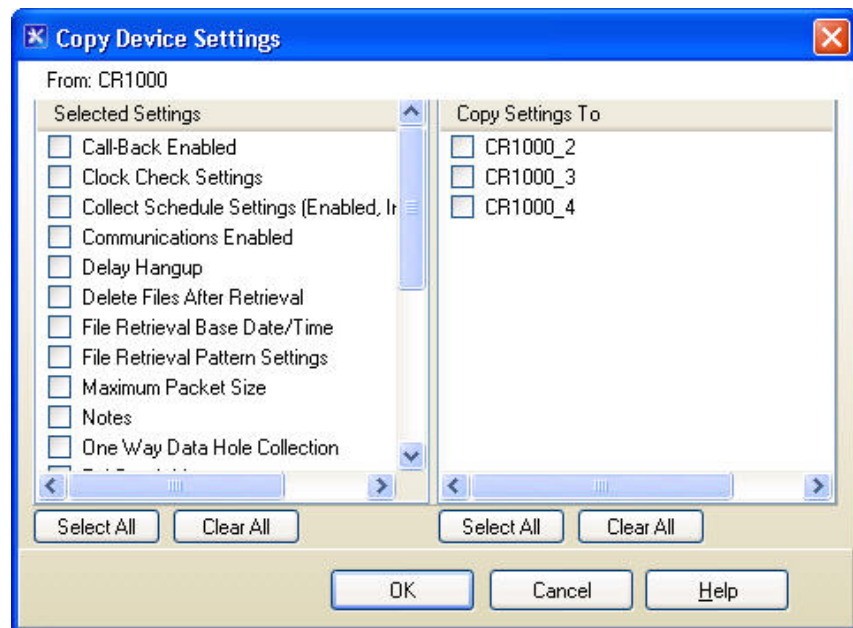 Copy Device Settings
From: CR1000
Selected Settings
Call-Back Enabled
Clock Check Settings
Collect Schedule Settings (Enabled, Ir
Communications Enabled
Delay Hangup
Delete Files After Retrieval
File Retrieval Base Date/Time
File Retrieval Pattern Settings
Maximum Packet Size
Notes
One Way Data Hole Collection
Select All
Clear All
Copy Settings To
CR1000_2
CR1000_3
CR1000_4
Select All
Clear All
OK
Cancel
Help